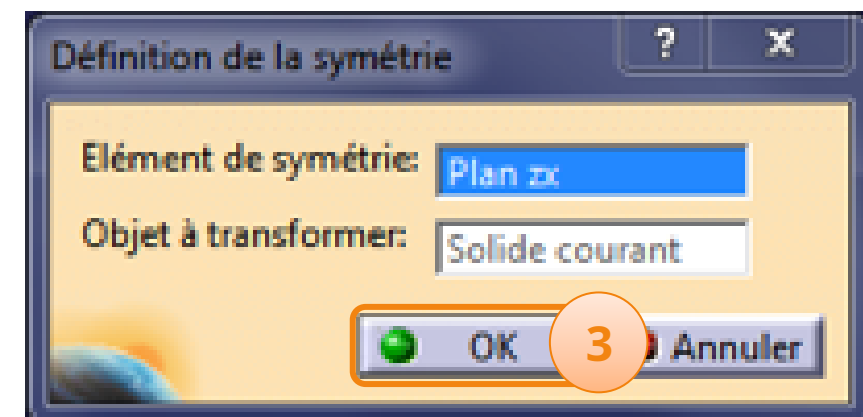 Définition de la symétrie ? X
Elément de symétrie: Plan zx
Objet à transformer: Solide courant
OK 3 Annuler